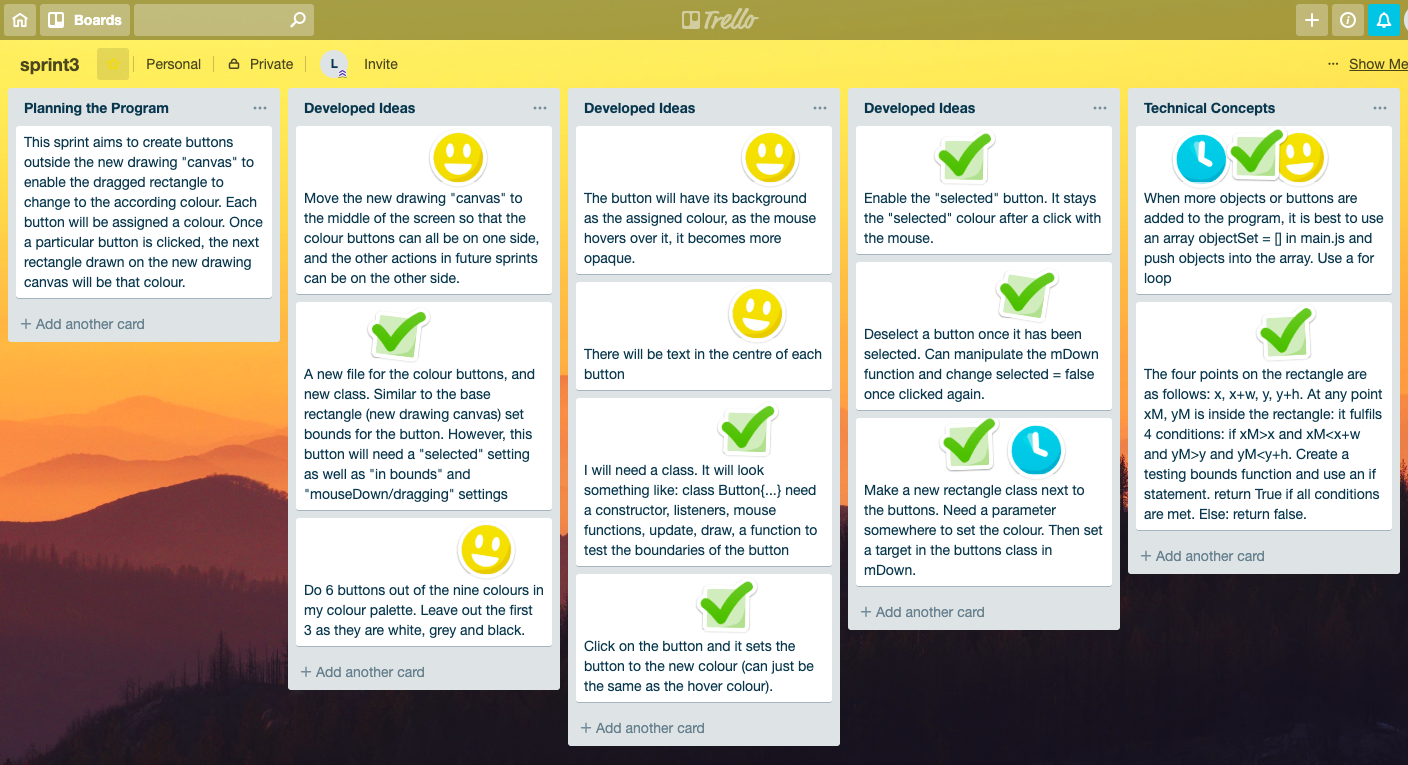 Boards
Trello
sprint3
Personal
Private
L
Invite
... Show Me
Planning the Program
This sprint aims to create buttons
outside the new drawing "canvas" to
enable the dragged rectangle to
change to the according colour. Each
button will be assigned a colour. Once
a particular button is clicked, the next
rectangle drawn on the new drawing
canvas will be that colour.
+ Add another card
Developed Ideas
Move the new drawing "canvas" to
the middle of the screen so that the
colour buttons can all be on one side,
and the other actions in future sprints
can be on the other side.
A new file for the colour buttons, and
new class. Similar to the base
rectangle (new drawing canvas) set
bounds for the button. However, this
button will need a "selected" setting
as well as "in bounds" and
"mouseDown/dragging" settings
Do 6 buttons out of the nine colours in
my colour palette. Leave out the first
3 as they are white, grey and black.
+ Add another card
Developed Ideas
The button will have its background
as the assigned colour, as the mouse
hovers over it, it becomes more
opaque.
There will be text in the centre of each
button
I will need a class. It will look
something like: class Button{...} need
a constructor, listeners, mouse
functions, update, draw, a function to
test the boundaries of the button
Click on the button and it sets the
button to the new colour (can just be
the same as the hover colour).
+ Add another card
Developed Ideas
Enable the "selected" button. It stays
the "selected" colour after a click with
the mouse.
Deselect a button once it has been
selected. Can manipulate the mDown
function and change selected = false
once clicked again.
Make a new rectangle class next to
the buttons. Need a parameter
somewhere to set the colour. Then set
a target in the buttons class in
mDown.
+ Add another card
Technical Concepts
When more objects or buttons are
added to the program, it is best to use
an array objectSet = [] in main.js and
push objects into the array. Use a for
loop
The four points on the rectangle are
as follows: x, x+w, y, y+h. At any point
xM, yM is inside the rectangle: it fulfils
4 conditions: if xM>x and xM<x+w
and yM>y and yM<y+h. Create a
testing bounds function and use an if
statement. return True if all conditions
are met. Else: return false.
+ Add another card